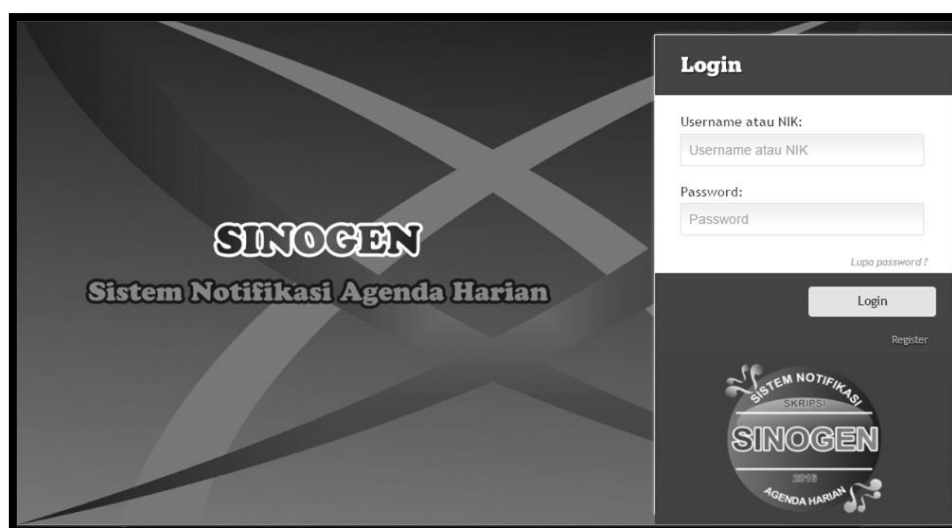 SINOGEN
Sistem Notifikasi Agenda Harian
Login
Username atau NIK:
Username atau NIK
Password:
Password
Lupa password ?
Login
Register
SISTEM NOTIFIKASI
SKRIPSI
SINOGEN
2016
AGENDA HARIAN